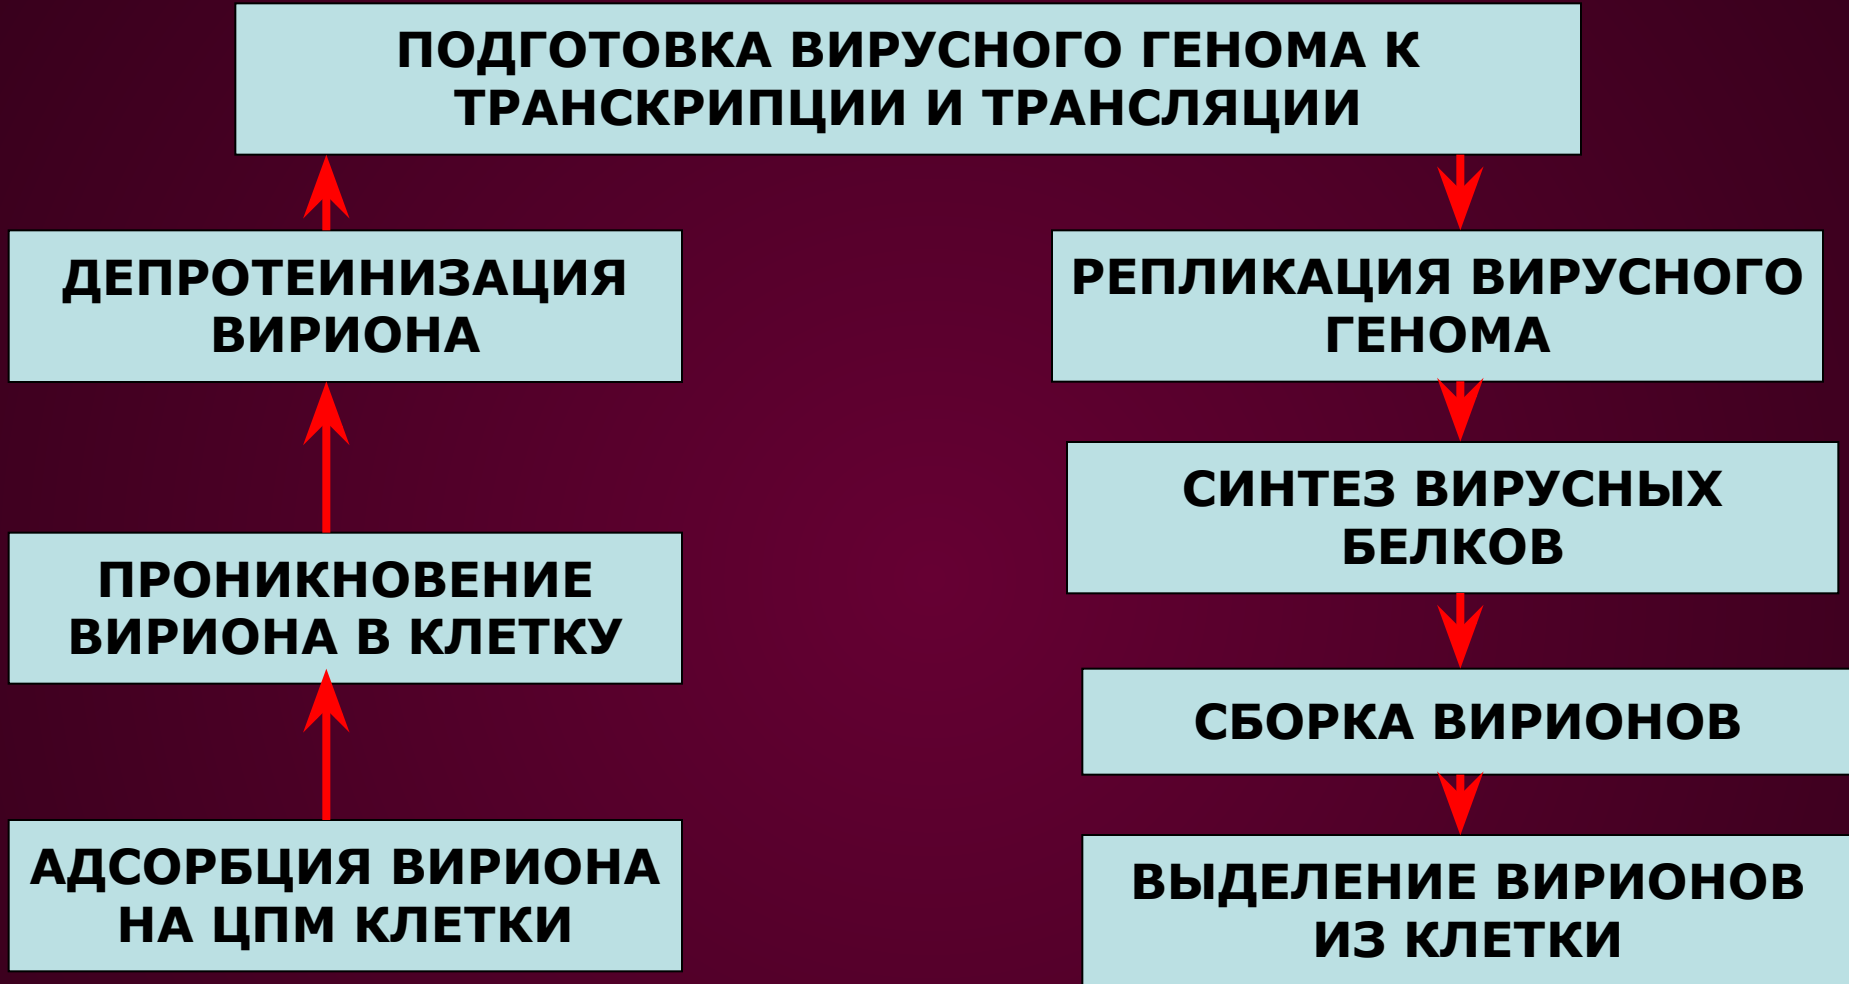 ПОДГОТОВКА ВИРУСНОГО ГЕНОМА К
ТРАНСКРИПЦИИ И ТРАНСЛЯЦИИ
ДЕПРОТЕИНИЗАЦИЯ
ВИРИОНА
ПРОНИКНОВЕНИЕ
ВИРИОНА В КЛЕТКУ
АДСОРБЦИЯ ВИРИОНА
НА ЦПМ КЛЕТКИ
РЕПЛИКАЦИЯ ВИРУСНОГО
ГЕНОМА
СИНТЕЗ ВИРУСНЫХ
БЕЛКОВ
СБОРКА ВИРИОНОВ
ВЫДЕЛЕНИЕ ВИРИОНОВ
ИЗ КЛЕТКИ